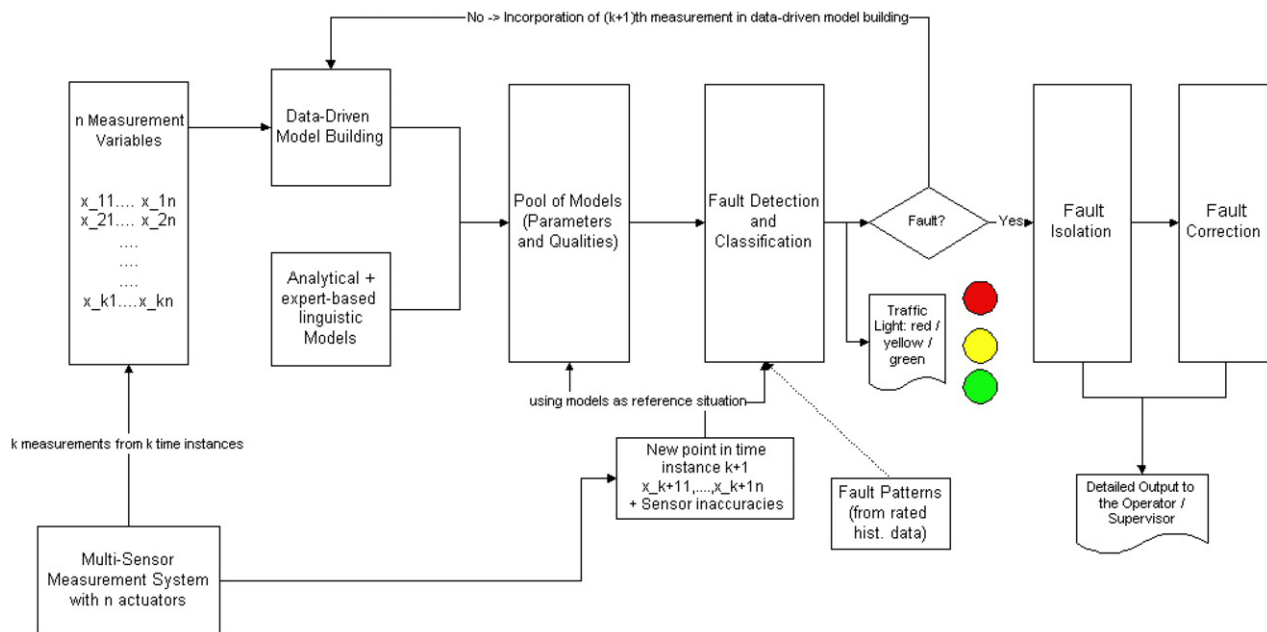 No -> Incorporation of (k+1)th measurement in data-driven model building
n Measurement
Variables
x_11.... x_1n
x_21.... x_2n
....
....
....
x_k1....x_kn
Data-Driven
Model Building
Analytical +
expert-based
linguistic
Models
Pool of Models
(Parameters
and Qualities)
Fault Detection
and
Classification
Fault?
Yes
Fault
Isolation
Fault
Correction
Traffic
Light: red /
yellow /
green
using models as reference situation
k measurements from k time instances
New point in time
instance k+1
x_k+11,....,x_k+1n
+ Sensor inaccuracies
Fault Patterns
(from rated
hist. data)
Detailed Output to
the Operator /
Supervisor
Multi-Sensor
Measurement System
with n actuators